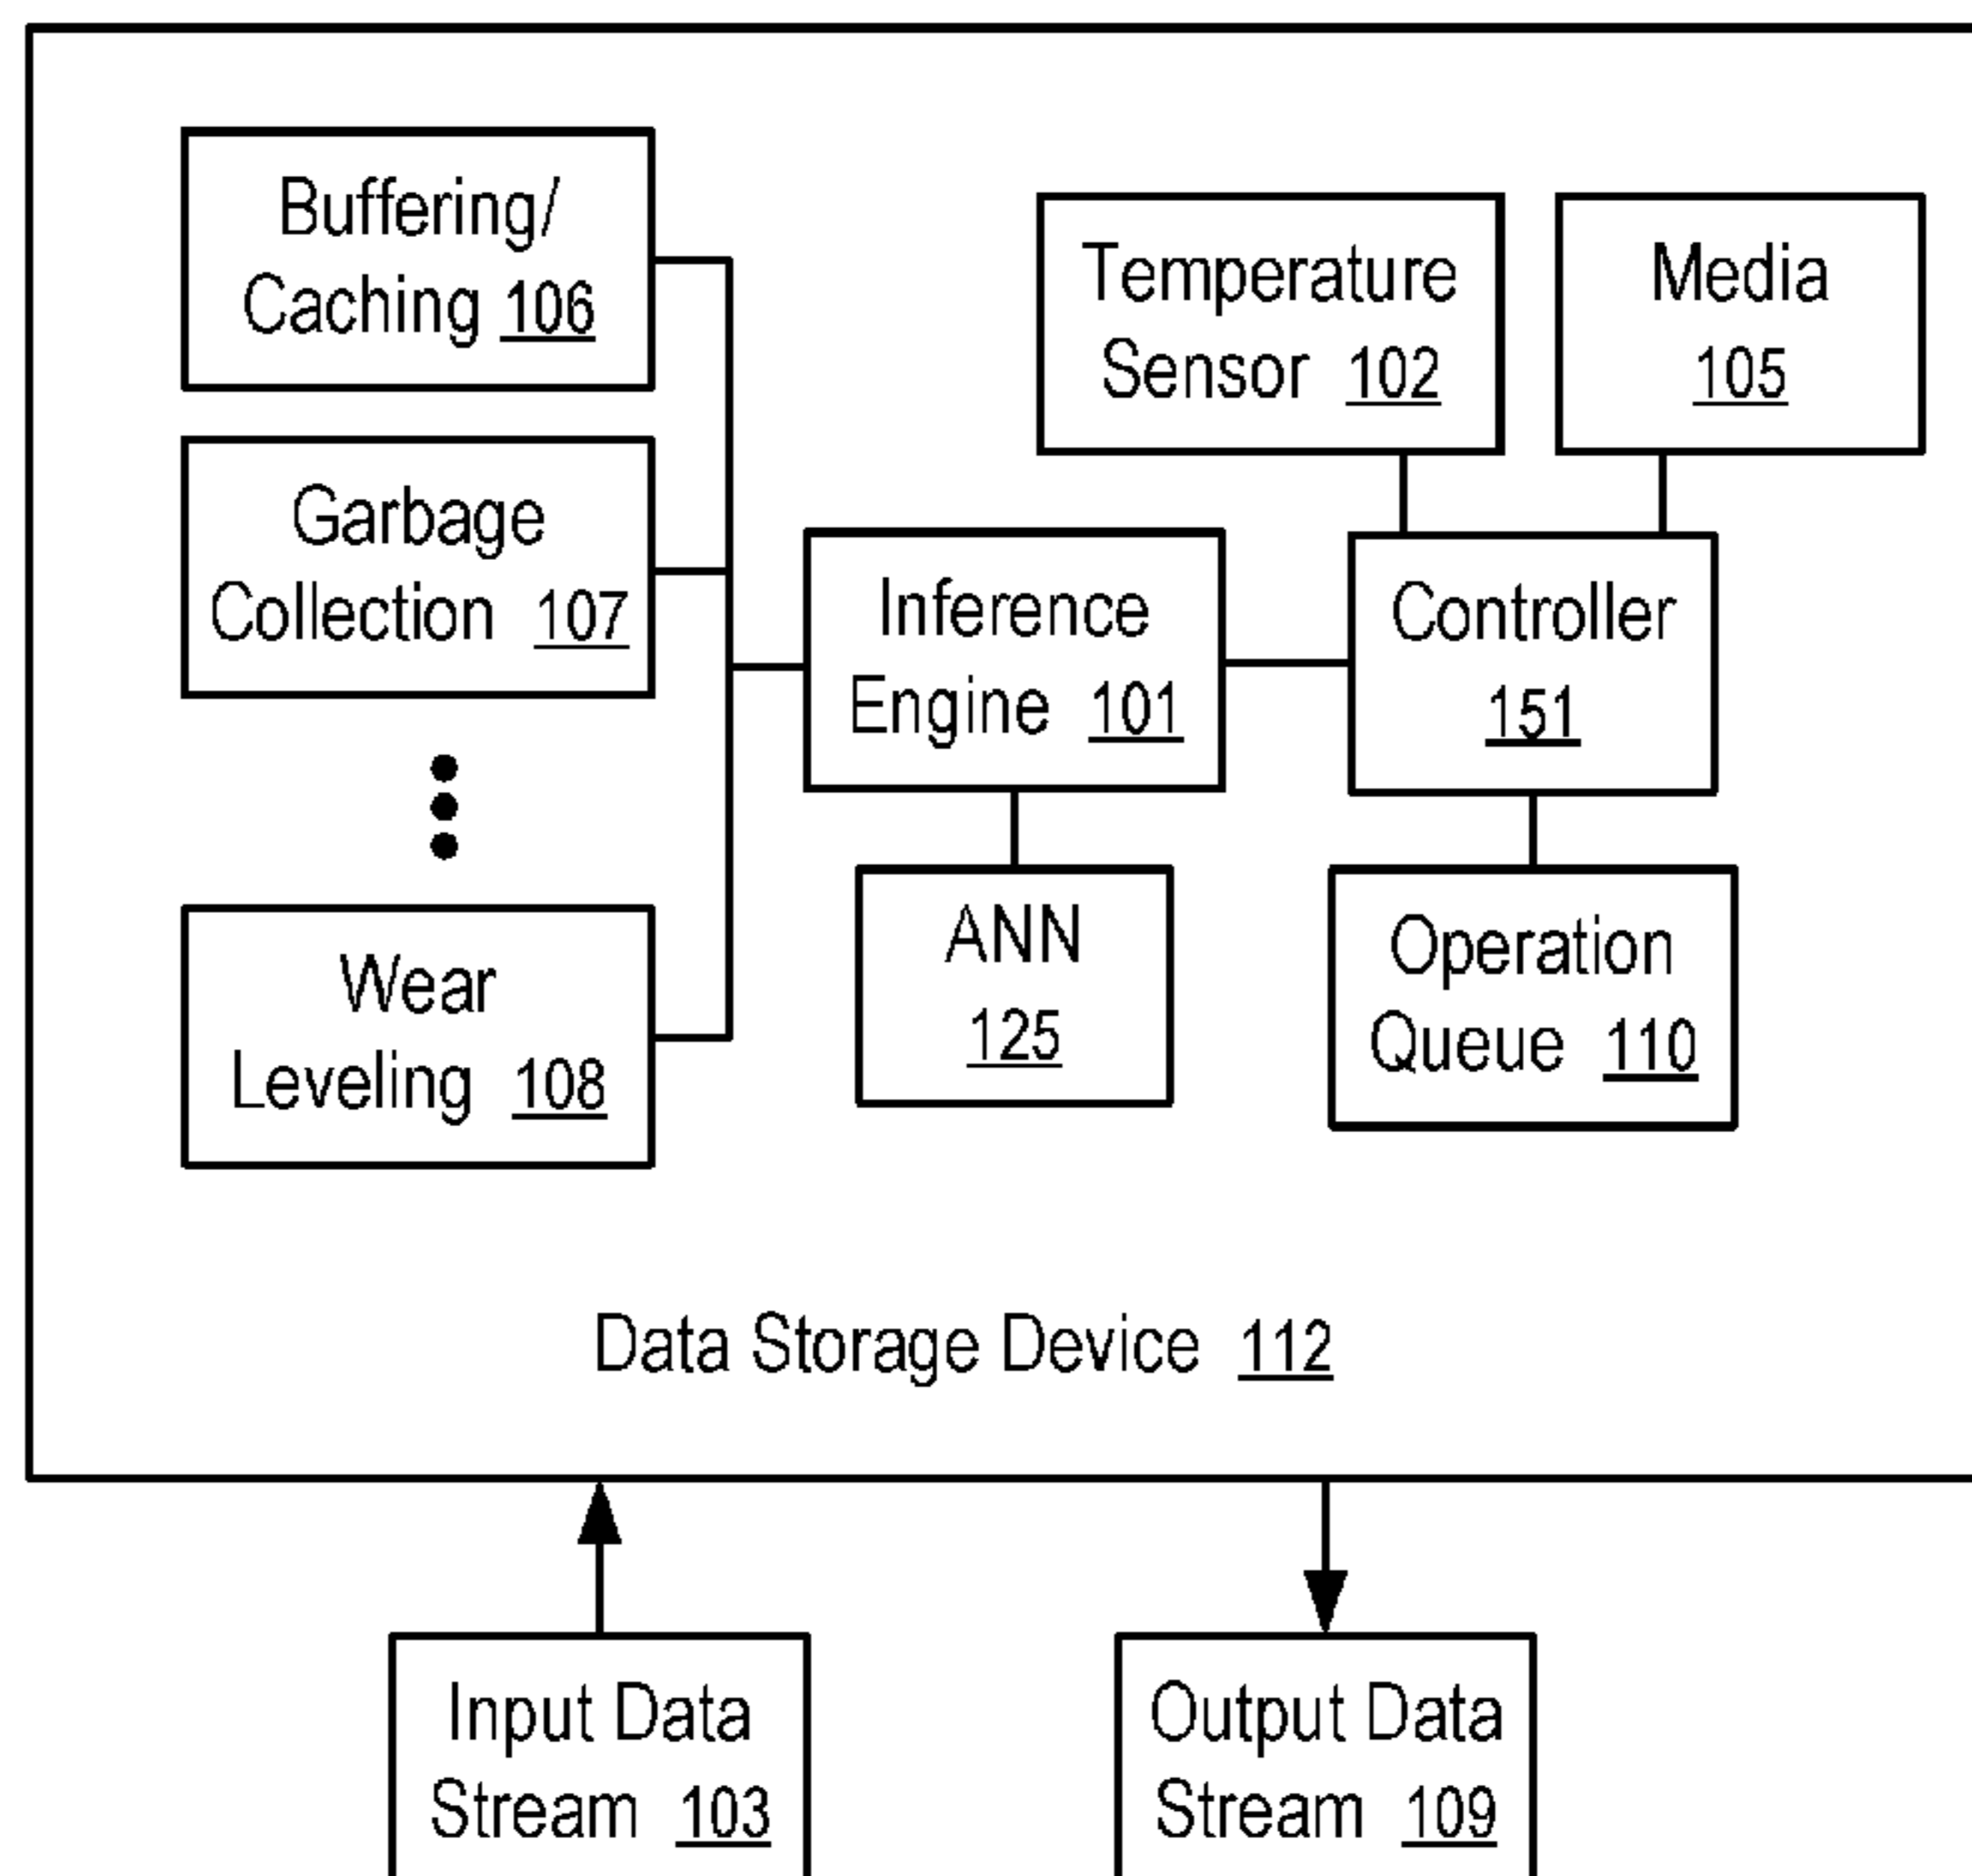 Buffering/
Caching 106
Temperature
Sensor 102
Media
105
Garbage
Collection 107
Inference
Engine 101
Controller
151
Wear
Leveling 108
ANN
125
Operation
Queue 110
Data Storage Device 112
Input Data
Stream 103
Output Data
Stream 109